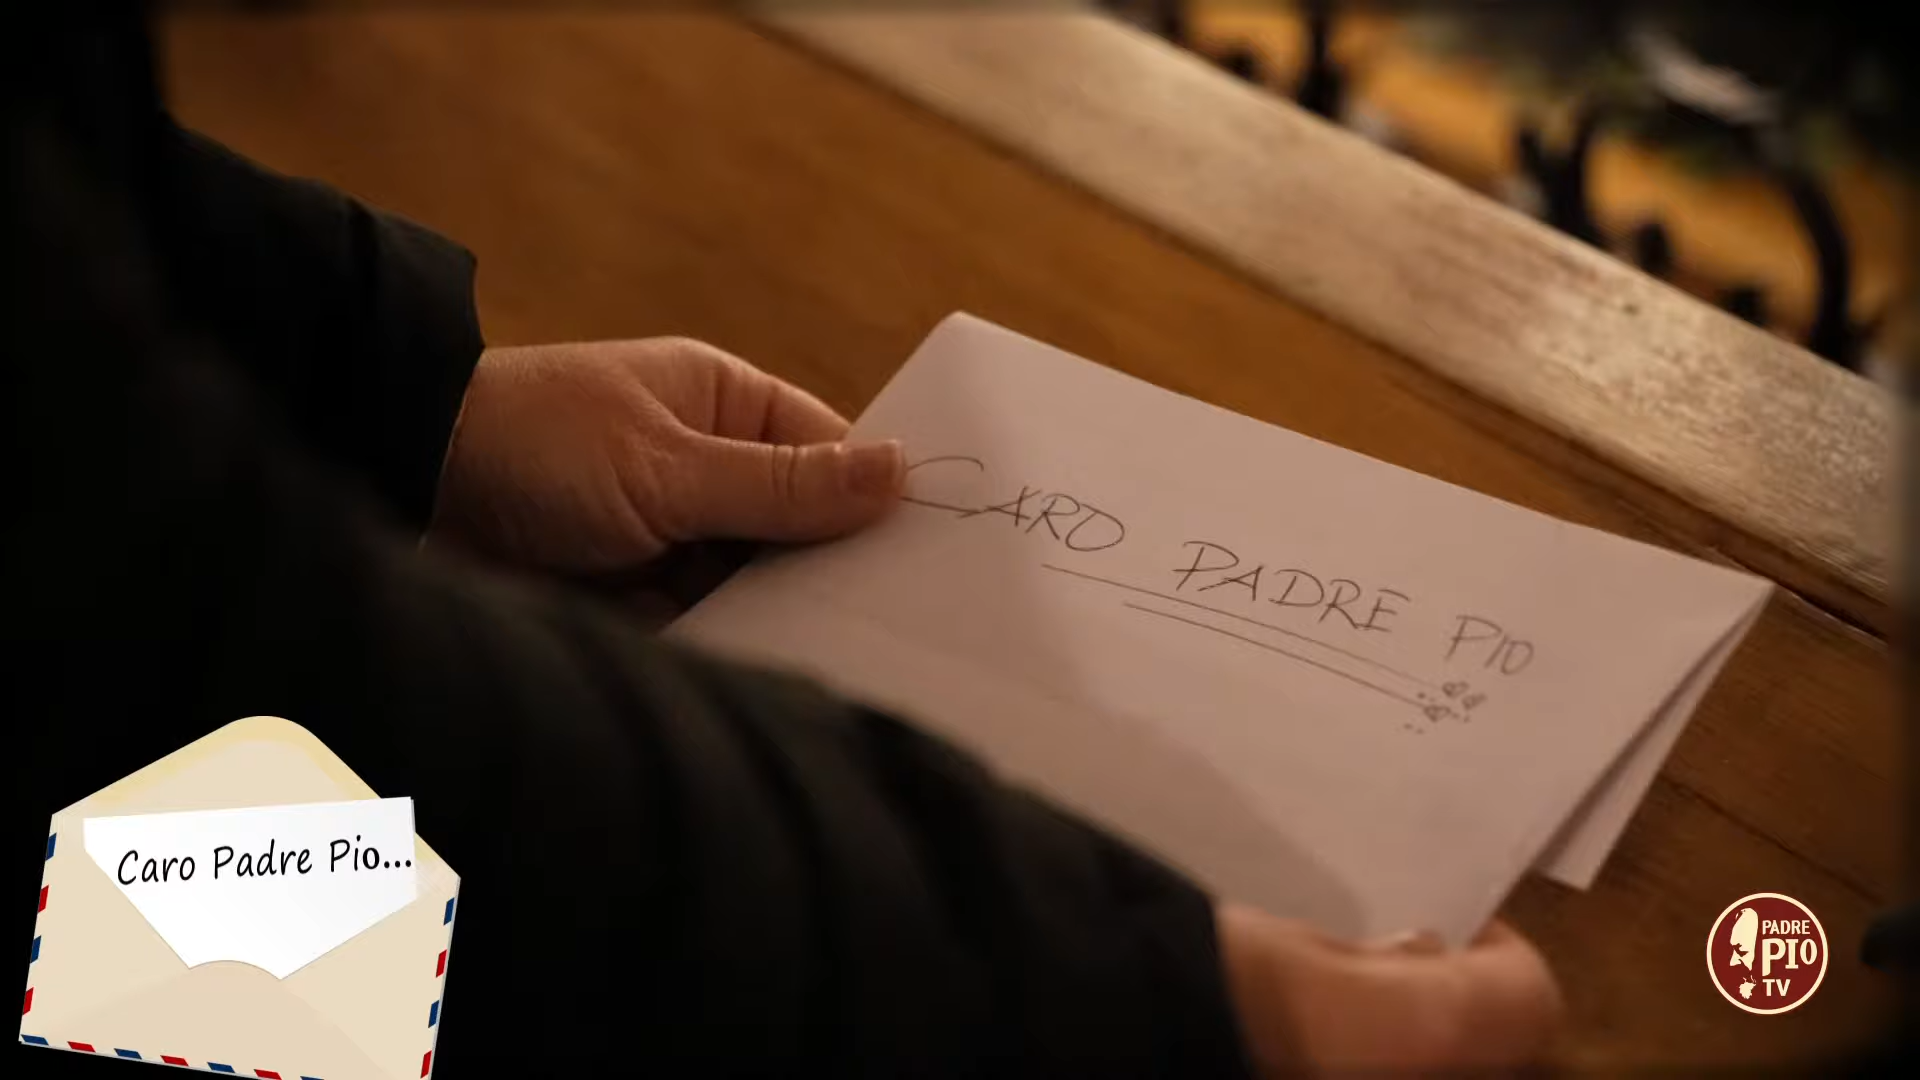 CARO PADRE PIO
Caro Padre Pio...
PADRE
PIO
TV